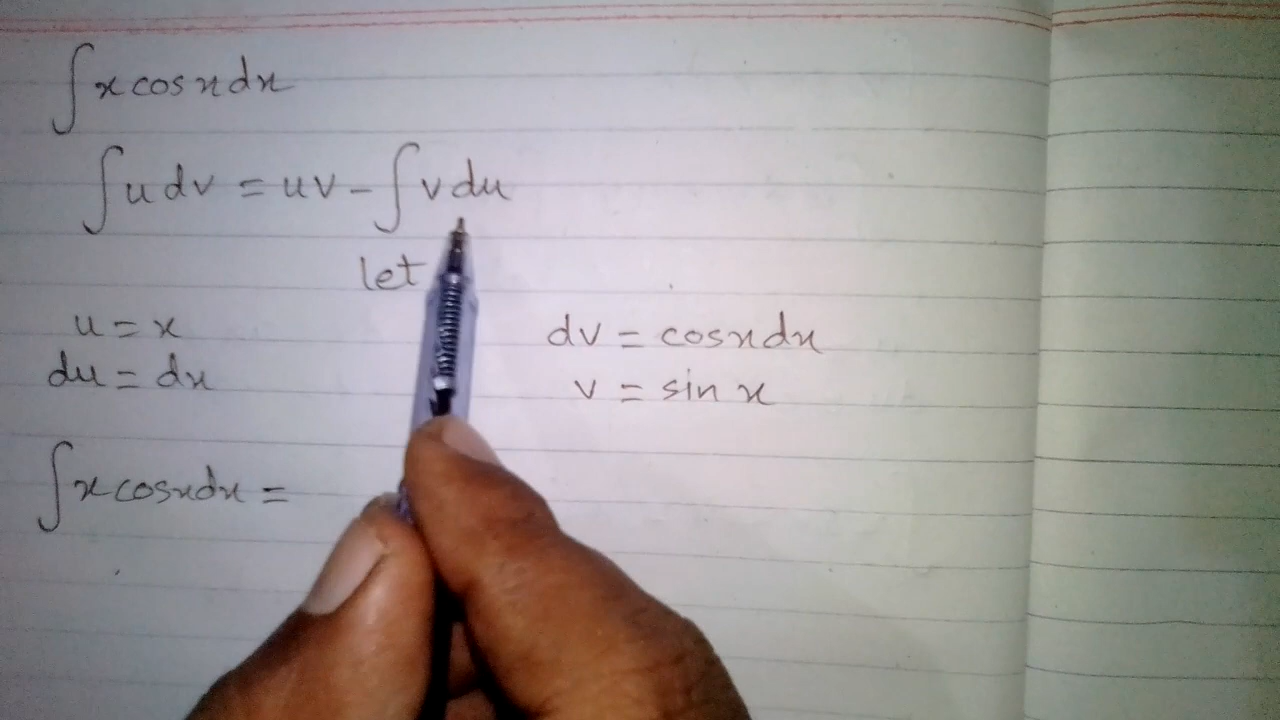 ∫x cos x dx
∫u dv = uv - ∫v du
let
u = x
dv = cos x dx
du = dx
v = sin x
∫x cos x dx =